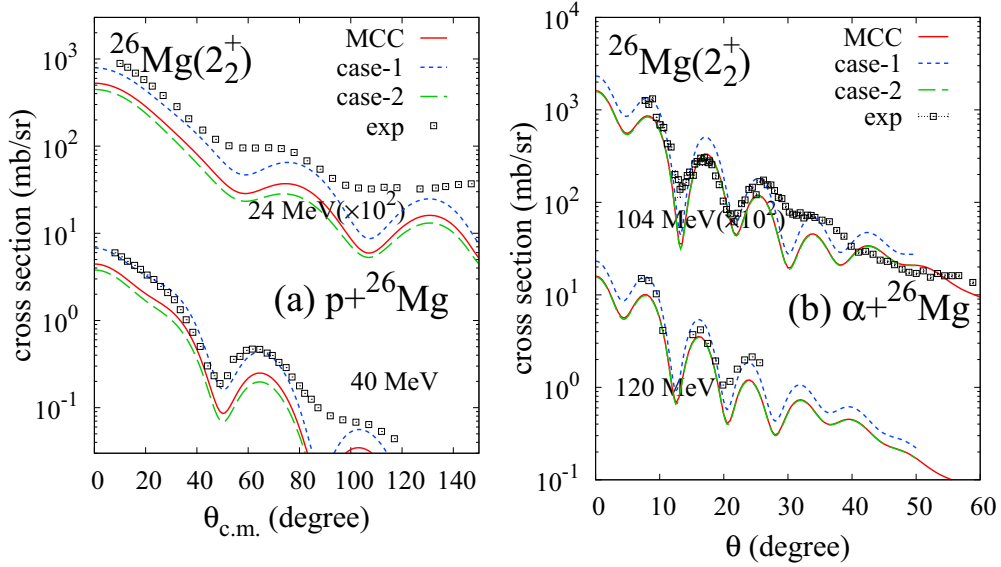 ²⁶Mg(2₂⁺)
MCC
case-1
case-2
exp
24 MeV(×10²)
(a) p+²⁶Mg
40 MeV
cross section (mb/sr)
10³
10²
10¹
10⁰
10⁻¹
0 20 40 60 80 100 120 140
θc.m. (degree)
²⁶Mg(2₂⁺)
MCC
case-1
case-2
exp
104 MeV(×10²)
(b) α+²⁶Mg
120 MeV
cross section (mb/sr)
10⁴
10³
10²
10¹
10⁰
10⁻¹
0 10 20 30 40 50 60
θ (degree)